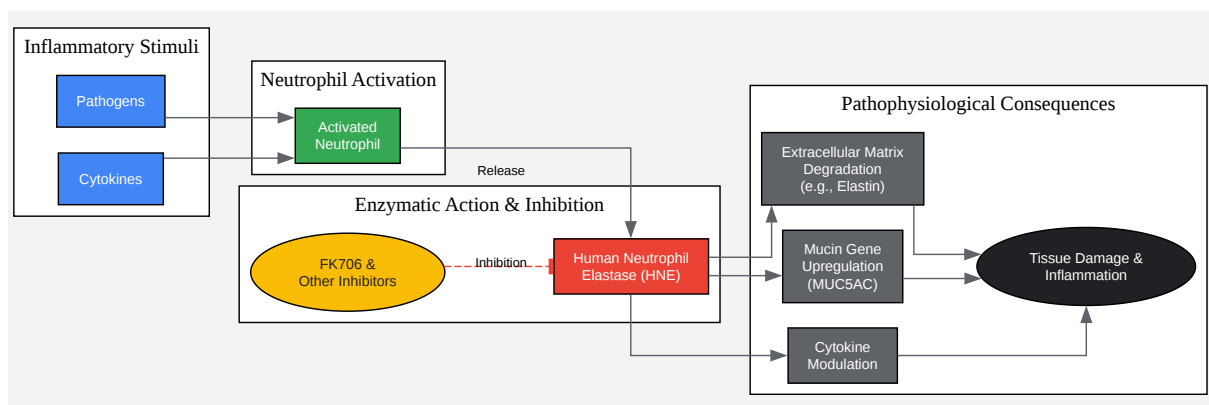 Inflammatory Stimuli
Pathogens
Cytokines
Neutrophil Activation
Activated
Neutrophil
Release
Enzymatic Action & Inhibition
FK706 &
Other Inhibitors
Inhibition
Human Neutrophil
Elastase (HNE)
Pathophysiological Consequences
Extracellular Matrix
Degradation
(e.g., Elastin)
Mucin Gene
Upregulation
(MUC5AC)
Cytokine
Modulation
Tissue Damage &
Inflammation